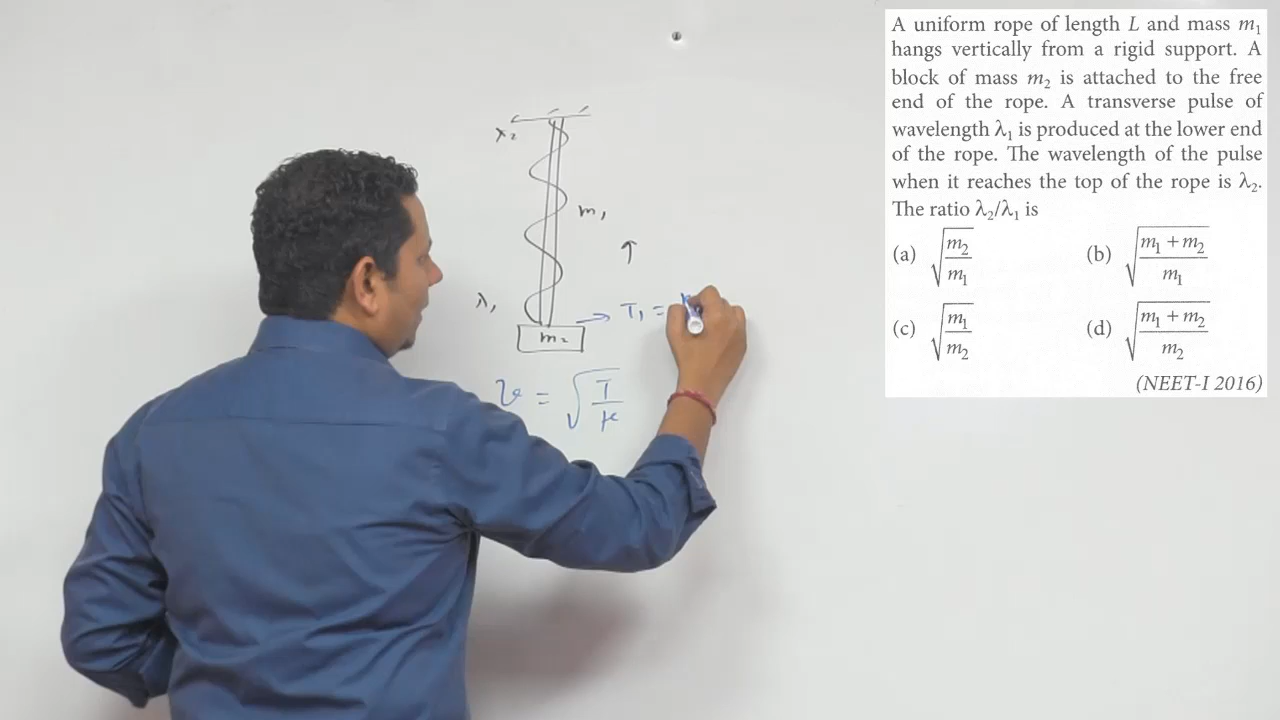 A uniform rope of length L and mass m₁
hangs vertically from a rigid support. A
block of mass m₂ is attached to the free
end of the rope. A transverse pulse of
wavelength λ₁ is produced at the lower end
of the rope. The wavelength of the pulse
when it reaches the top of the rope is λ₂.
The ratio λ₂/λ₁ is
(a) √(m₂/m₁) (b) √((m₁ + m₂)/m₁)
(c) √(m₁/m₂) (d) √((m₁ + m₂)/m₂)
(NEET-I 2016)
λ₂
m₁
↑
λ₁
m₂ → T₁ =
v = √(T/μ)